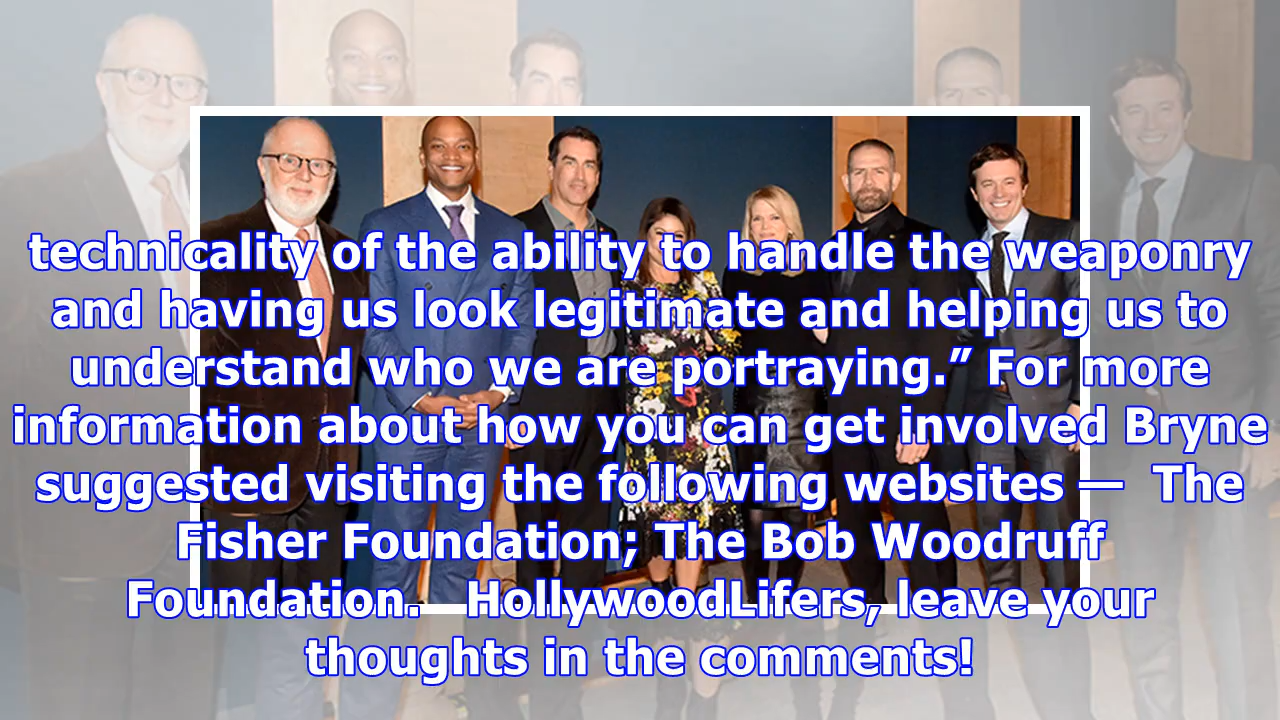 technicality of the ability to handle the weaponry
and having us look legitimate and helping us to
understand who we are portraying.” For more
information about how you can get involved Bryne
suggested visiting the following websites —  The
Fisher Foundation; The Bob Woodruff
Foundation.   HollywoodLifers, leave your
thoughts in the comments!